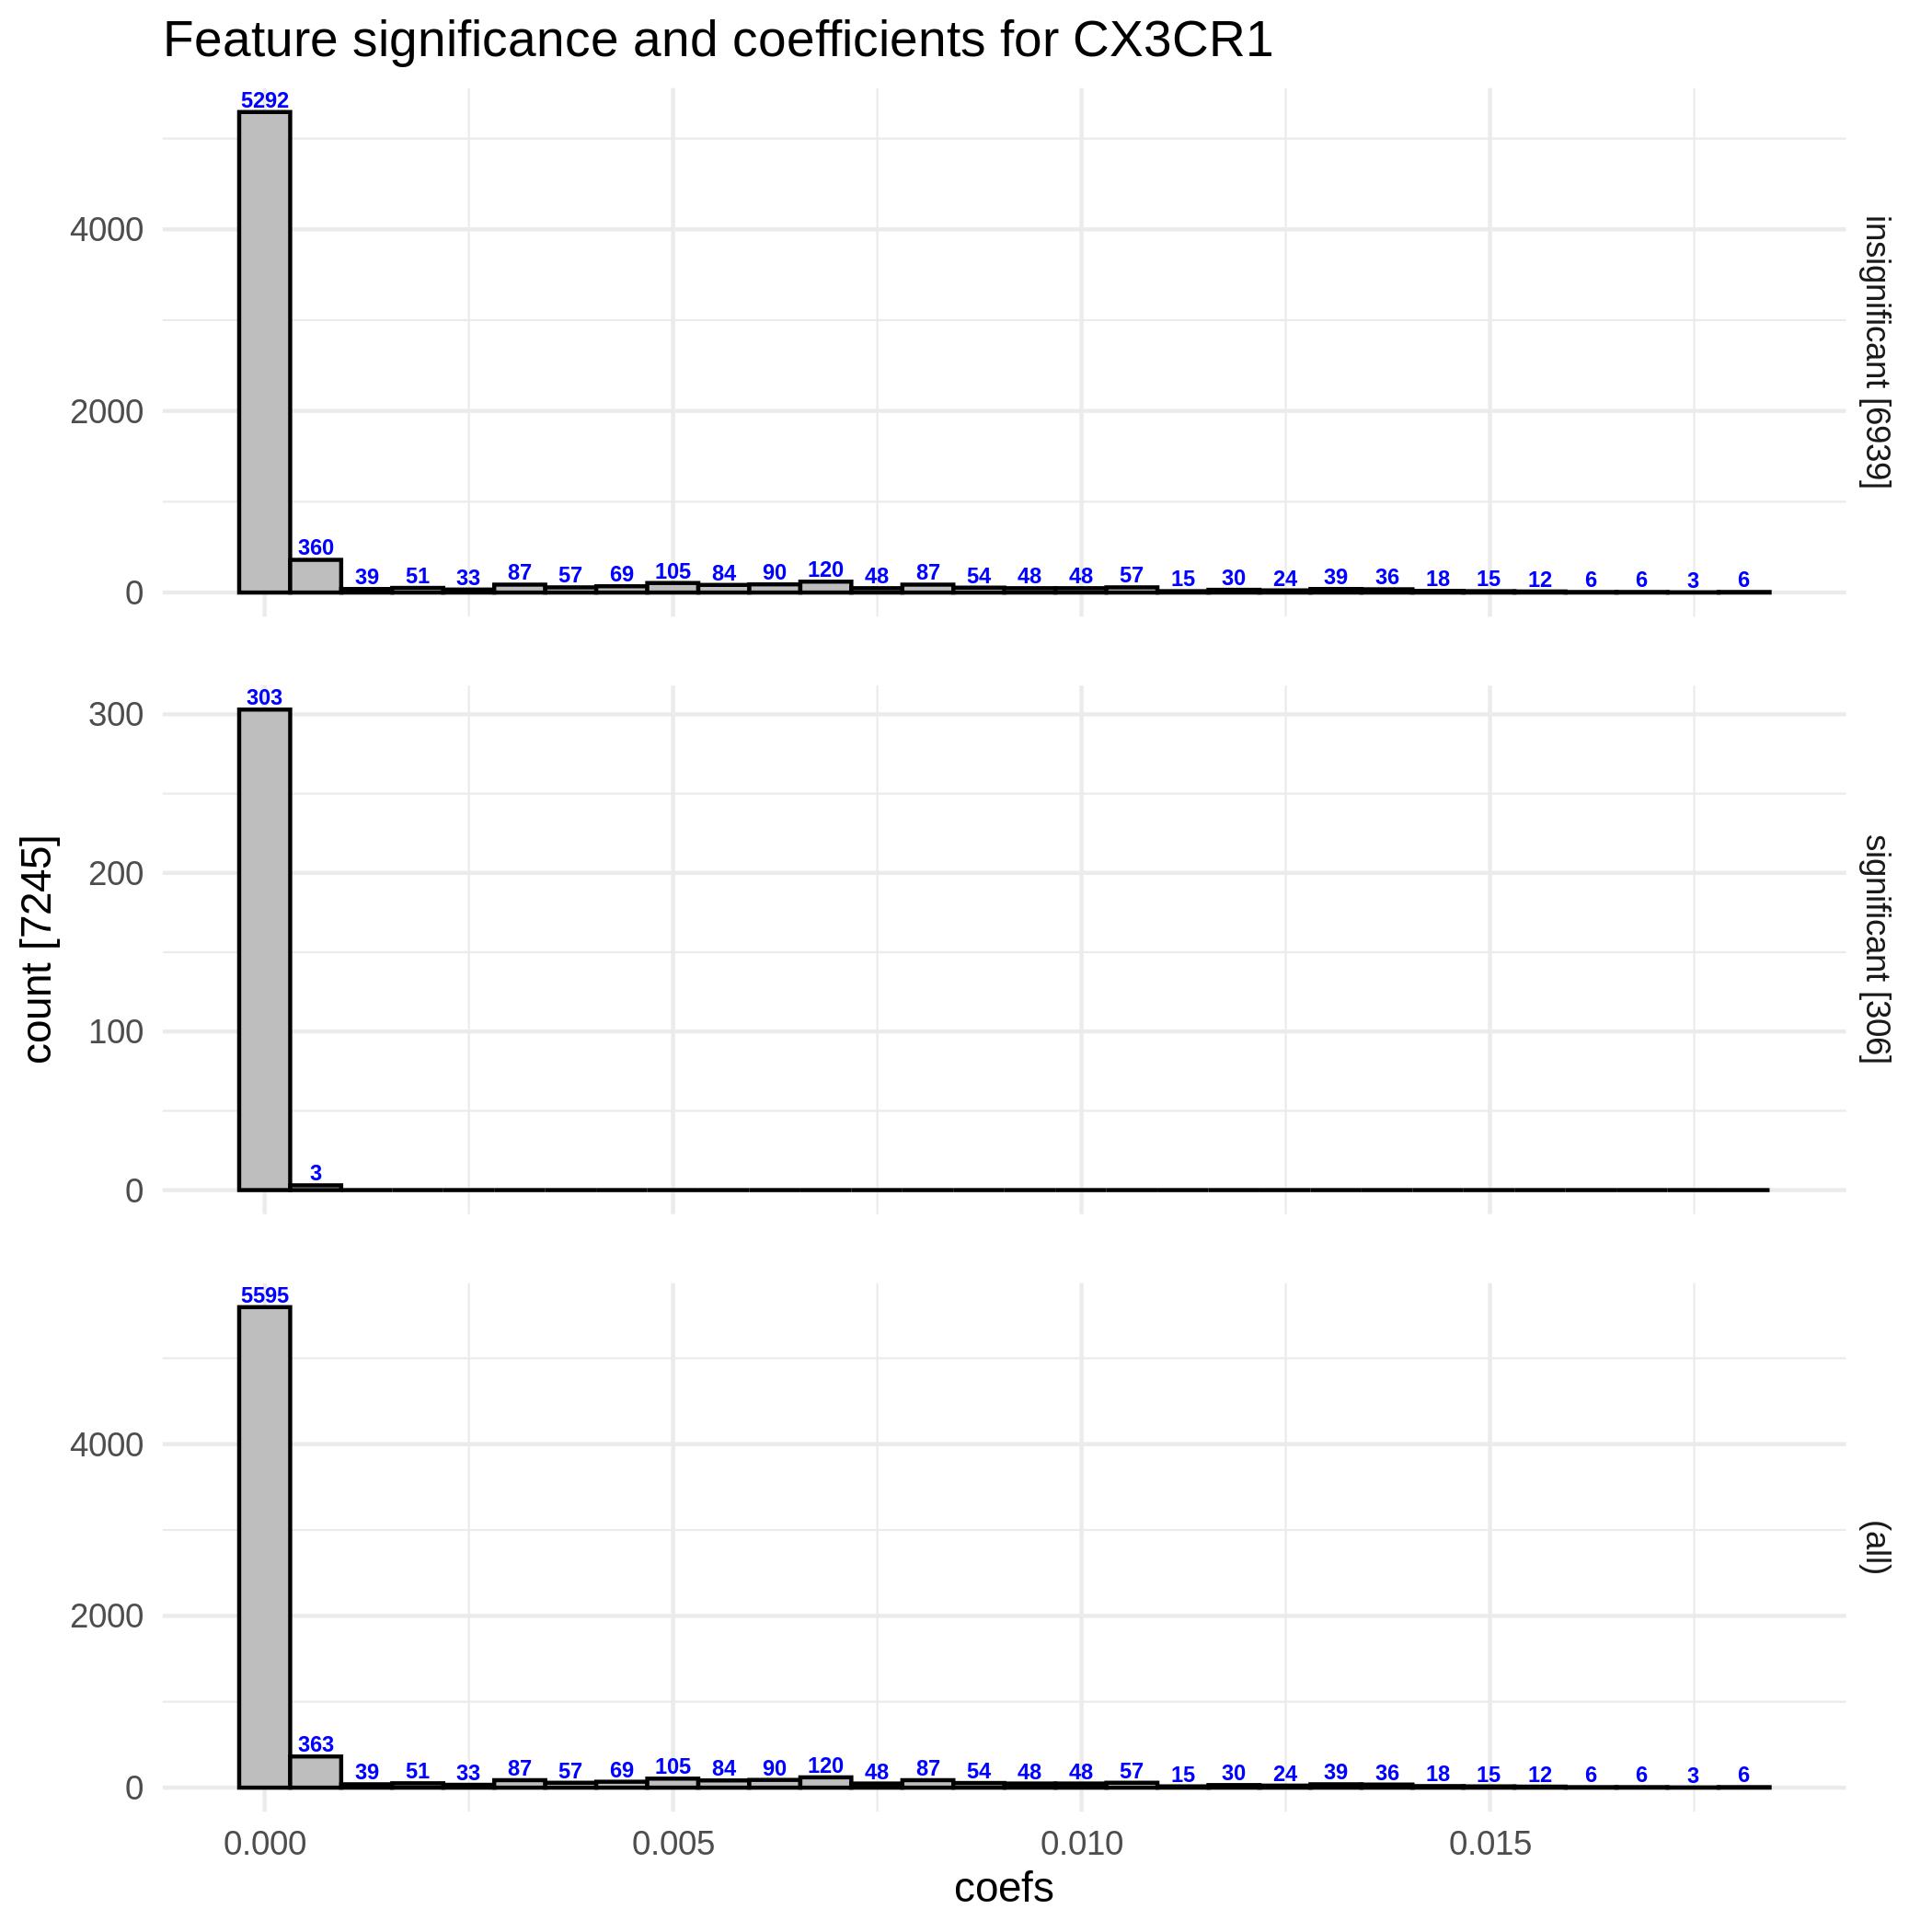 Feature significance and coefficients for CX3CR1
5292
360 39 51 33 87 57 69 105 84 90 120 48 87 54 48 48 57 15 30 24 39 36 18 15 12 6 6 3 6
4000
2000
0
insignificant [6939]
303
3
300
200
100
0
significant [306]
count [7245]
5595
363 39 51 33 87 57 69 105 84 90 120 48 87 54 48 48 57 15 30 24 39 36 18 15 12 6 6 3 6
4000
2000
0
(all)
0.000 0.005 0.010 0.015
coefs